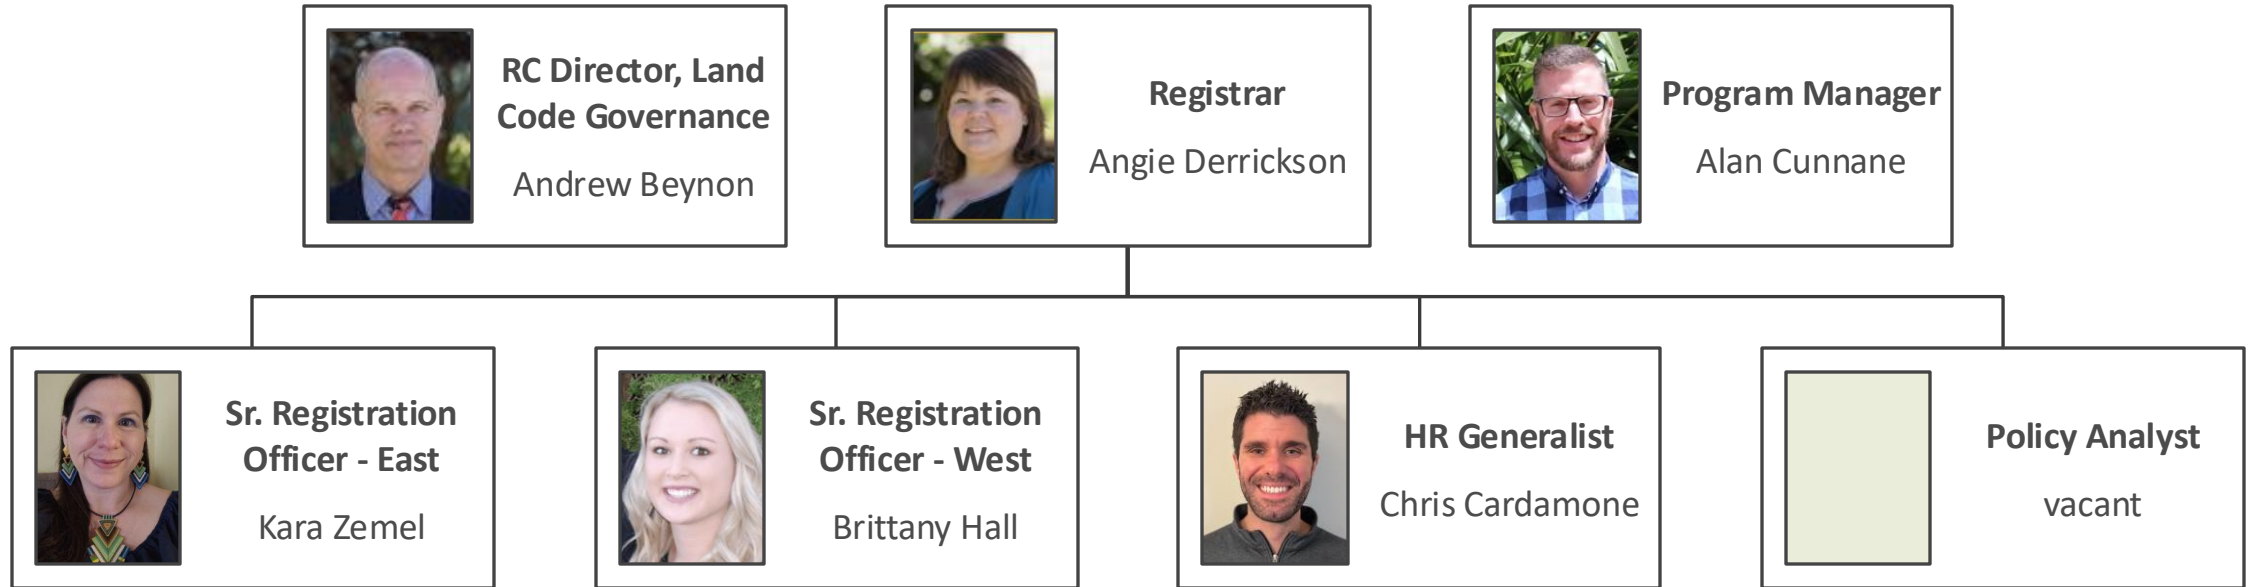 RC Director, Land
Code Governance
Andrew Beynon
Registrar
Angie Derrickson
Program Manager
Alan Cunnane
Sr. Registration
Officer - East
Kara Zemel
Sr. Registration
Officer - West
Brittany Hall
HR Generalist
Chris Cardamone
Policy Analyst
vacant